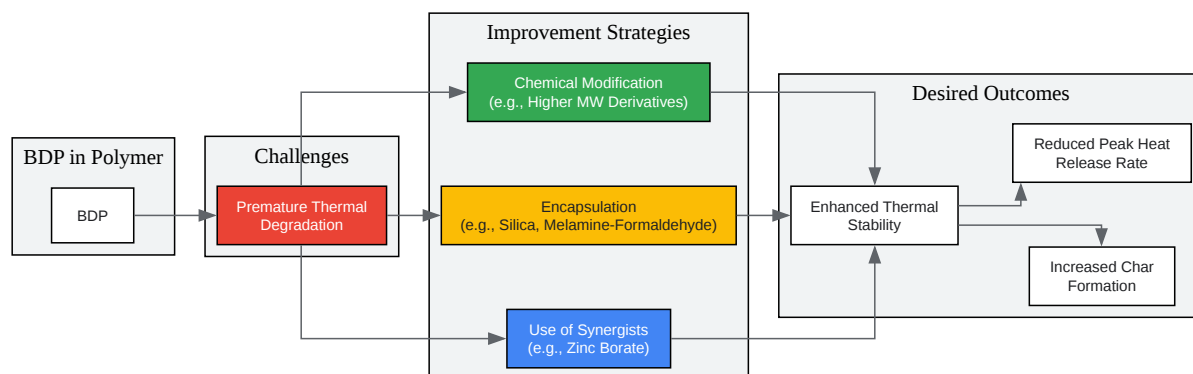 BDP in Polymer
BDP
Challenges
Premature Thermal
Degradation
Improvement Strategies
Chemical Modification
(e.g., Higher MW Derivatives)
Encapsulation
(e.g., Silica, Melamine-Formaldehyde)
Use of Synergists
(e.g., Zinc Borate)
Desired Outcomes
Enhanced Thermal
Stability
Reduced Peak Heat
Release Rate
Increased Char
Formation